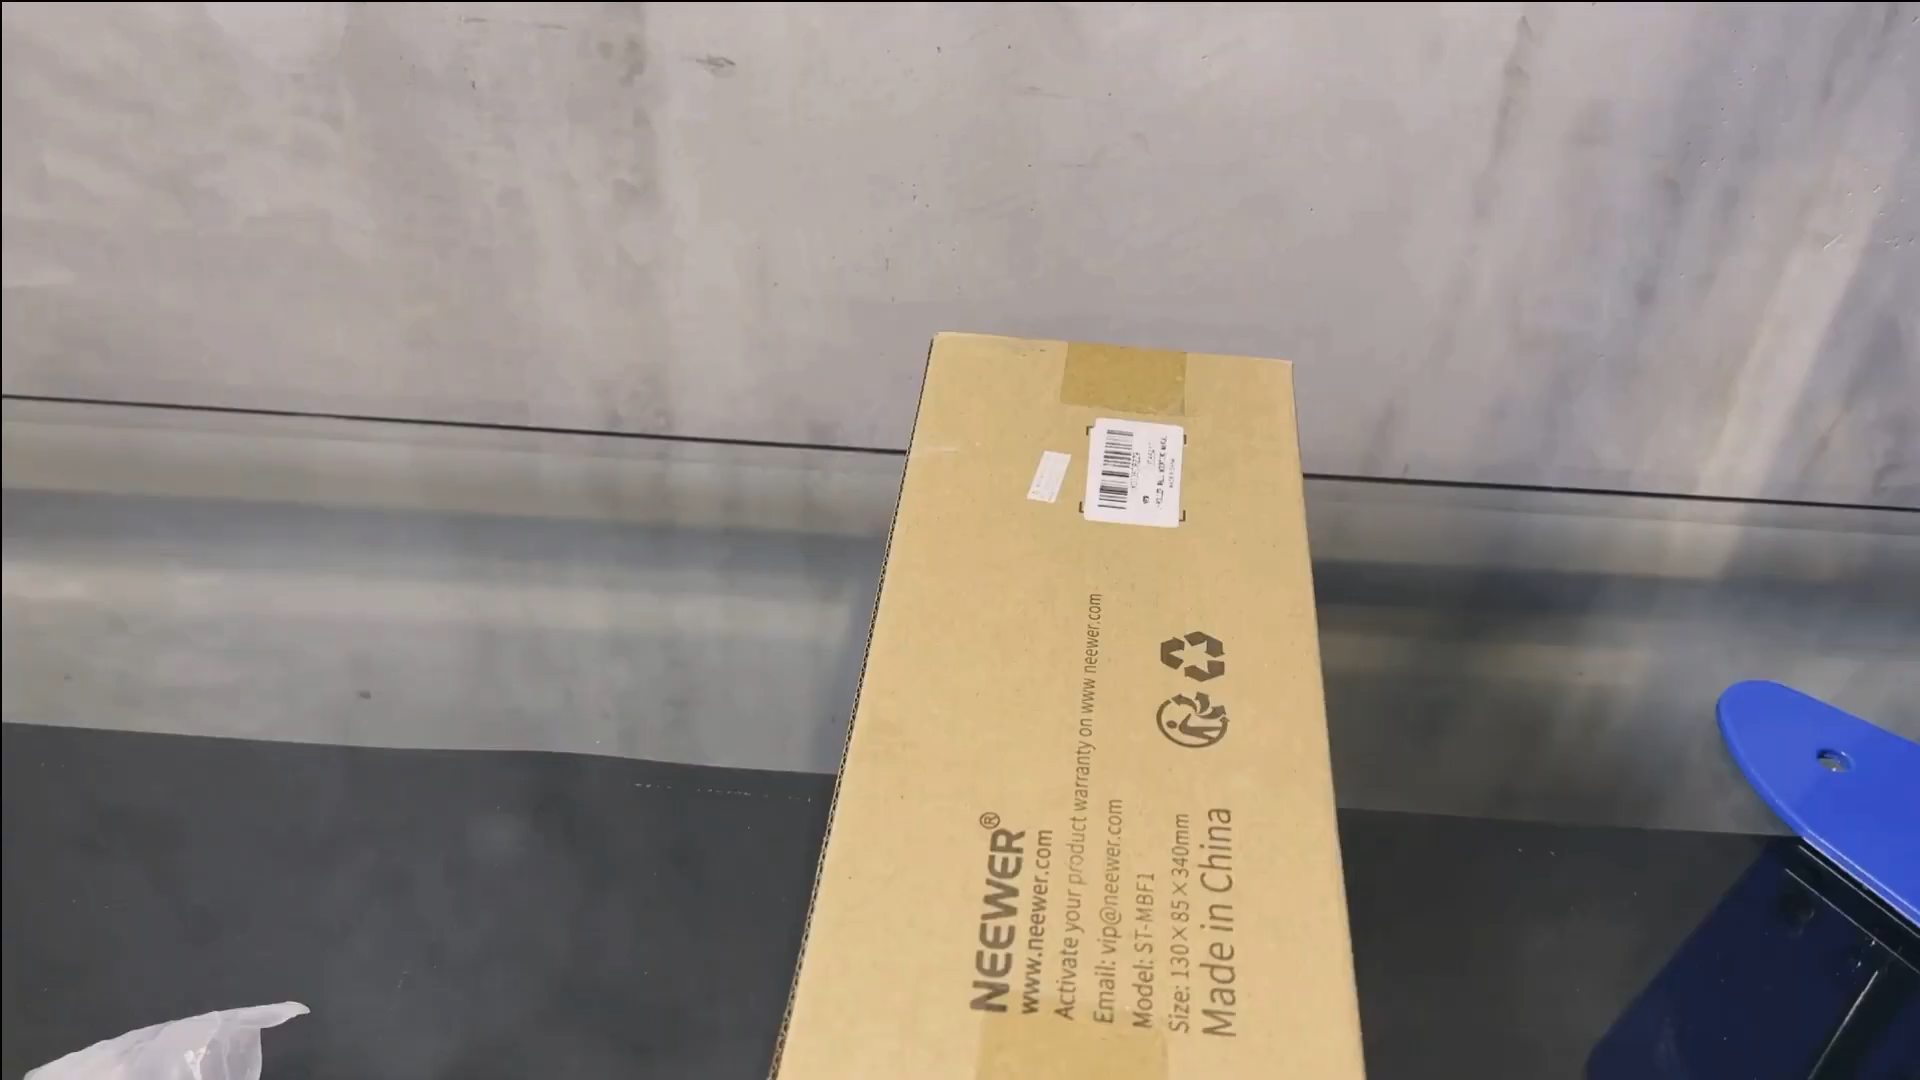 NEEWER®
www.neewer.com
Activate your product warranty on www neewer.com
Email: vip@neewer.com
Model: ST-MBF1
Size: 130×85×340mm
Made in China